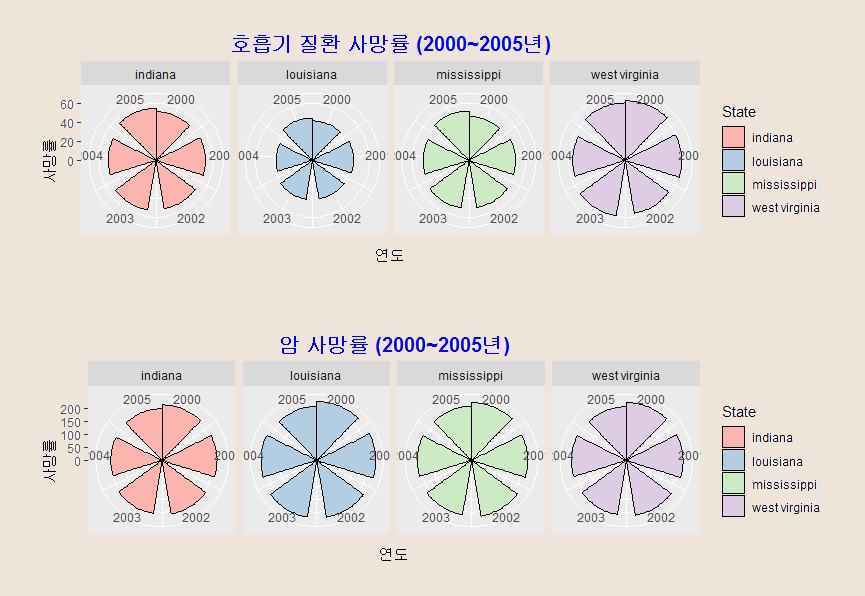 호흡기 질환 사망률 (2000~2005년)
indiana louisiana mississippi west virginia
State
indiana
louisiana
mississippi
west virginia
60
40
20
0
사망률
2005 2000 2005 2000 2005 2000 2005 2000
004 200 004 200 004 200 004 200
2003 2002 2003 2002 2003 2002 2003 2002
연도
암 사망률 (2000~2005년)
indiana louisiana mississippi west virginia
State
indiana
louisiana
mississippi
west virginia
200
150
100
50
0
사망률
2005 2000 2005 2000 2005 2000 2005 2000
004 200 004 200 004 200 004 200
2003 2002 2003 2002 2003 2002 2003 2002
연도